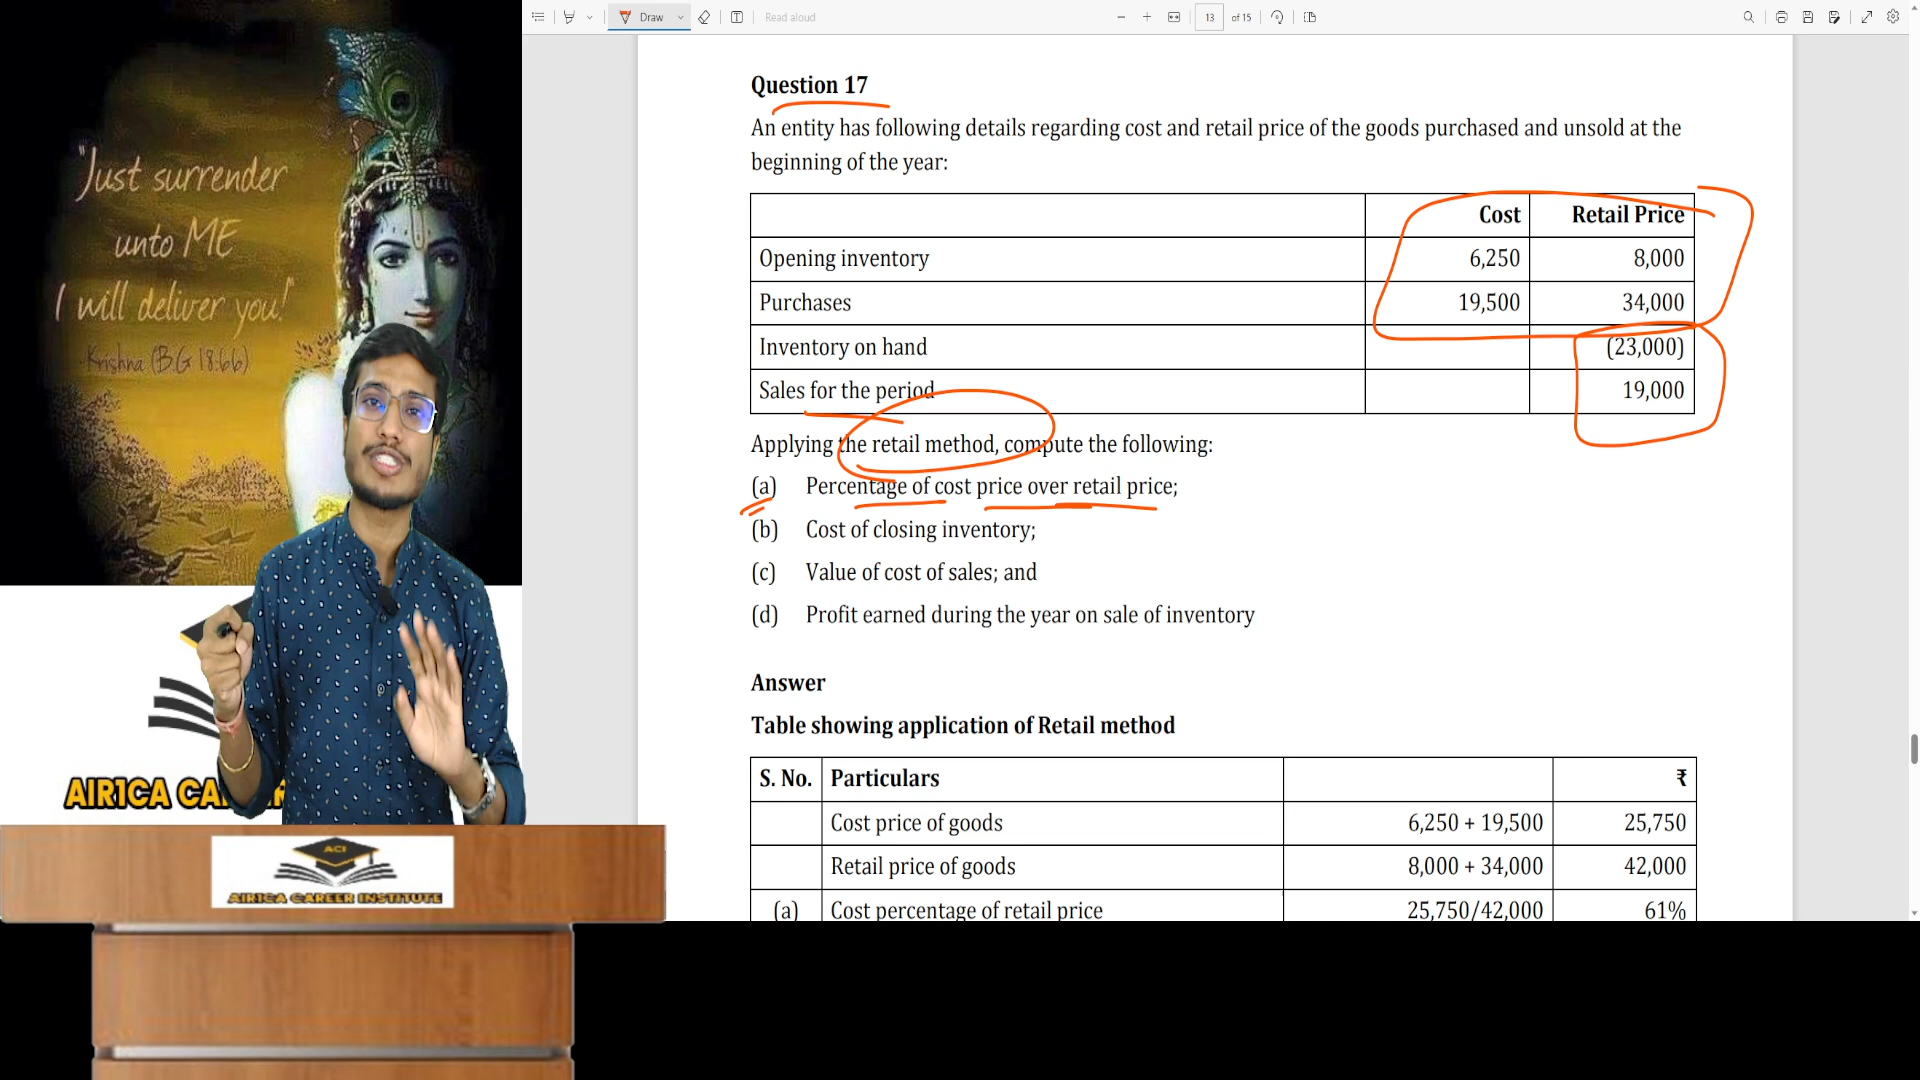 Draw
Read aloud
13 of 15
"Just surrender
unto ME
I will deliver you!"
Krishna (B.G 18.66)
Question 17
An entity has following details regarding cost and retail price of the goods purchased and unsold at the
beginning of the year:
Cost Retail Price
Opening inventory 6,250 8,000
Purchases 19,500 34,000
Inventory on hand (23,000)
Sales for the period 19,000
Applying the retail method, compute the following:
(a) Percentage of cost price over retail price;
(b) Cost of closing inventory;
(c) Value of cost of sales; and
(d) Profit earned during the year on sale of inventory
Answer
Table showing application of Retail method
S. No. Particulars ₹
Cost price of goods 6,250 + 19,500 25,750
Retail price of goods 8,000 + 34,000 42,000
(a) Cost percentage of retail price 25,750/42,000 61%
AIR1CA CA
ACI
AIR1CA CAREER INSTITUTE